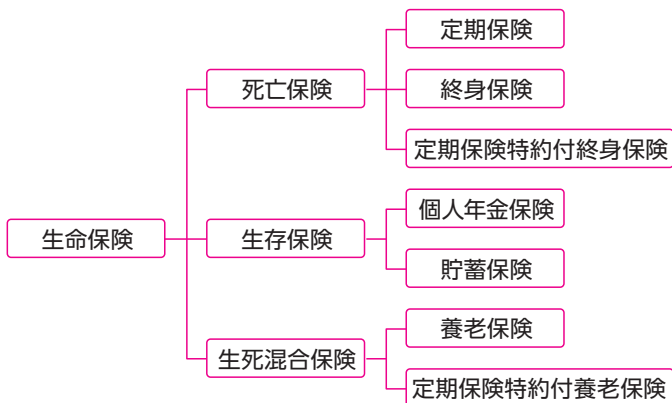 定期保険
死亡保険
終身保険
定期保険特約付終身保険
個人年金保険
生命保険
生存保険
貯蓄保険
養老保険
生死混合保険
定期保険特約付養老保険